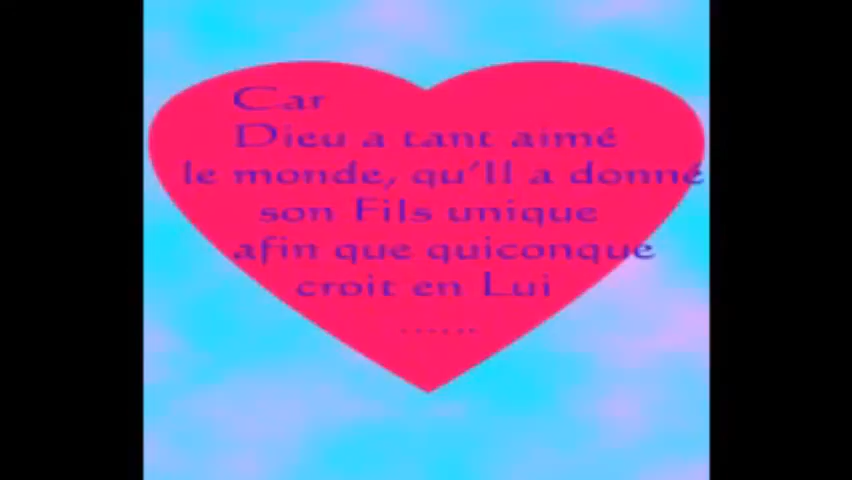 Car
Dieu a tant aimé
le monde, qu'Il a donné
son Fils unique
afin que quiconque
croit en Lui
......